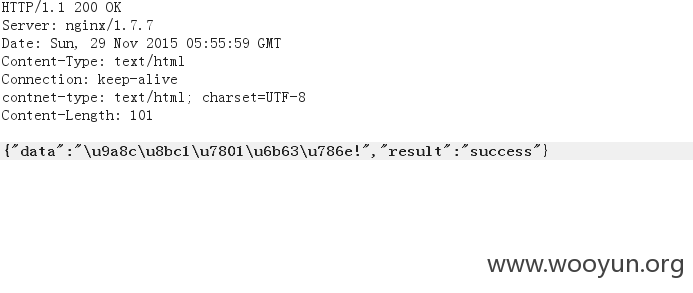 HTTP/1.1 200 OK
Server: nginx/1.7.7
Date: Sun, 29 Nov 2015 05:55:59 GMT
Content-Type: text/html
Connection: keep-alive
contnet-type: text/html; charset=UTF-8
Content-Length: 101
{"data":"\u9a8c\u8bc1\u7801\u6b63\u786e!","result":"success"}
www.wooyun.org